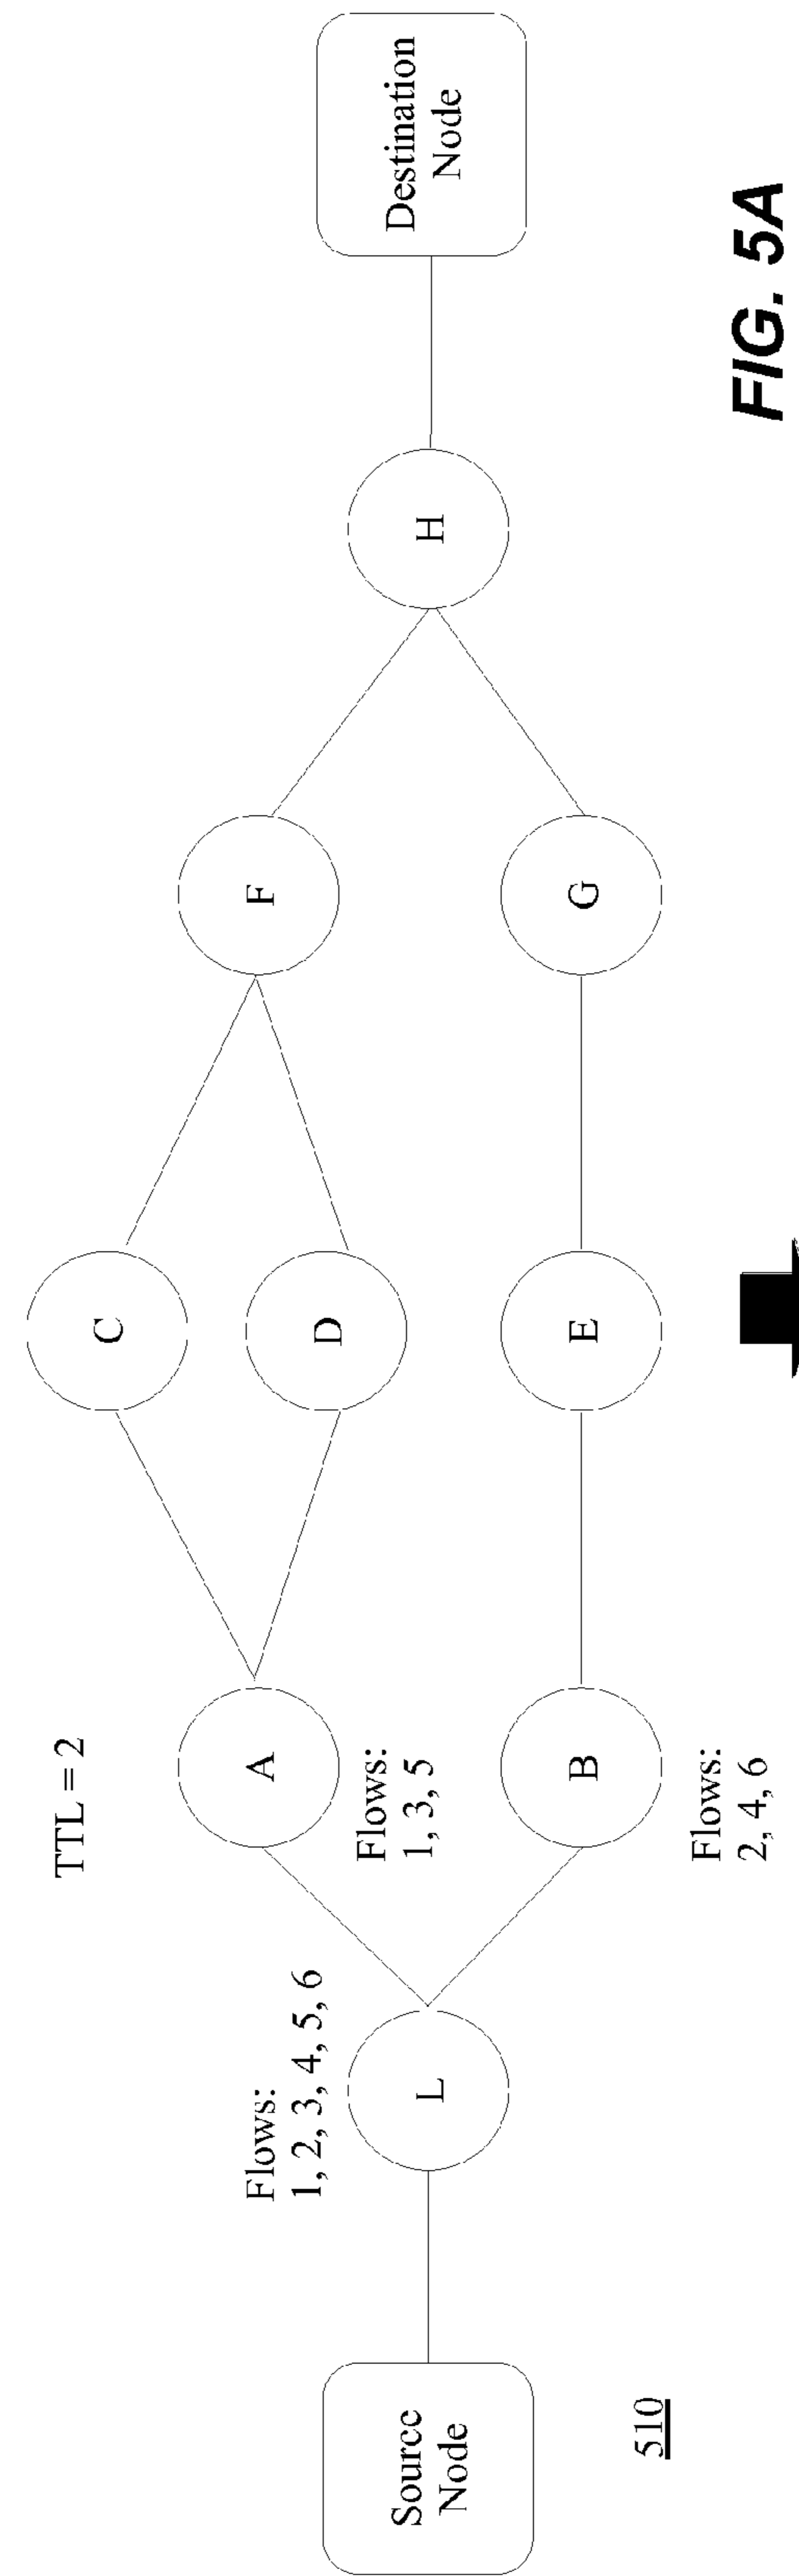 TTL = 2
Flows:
1, 2, 3, 4, 5, 6
Source
Node
L
A
Flows:
1, 3, 5
B
Flows:
2, 4, 6
C
D
E
F
G
H
Destination
Node
510
FIG. 5A